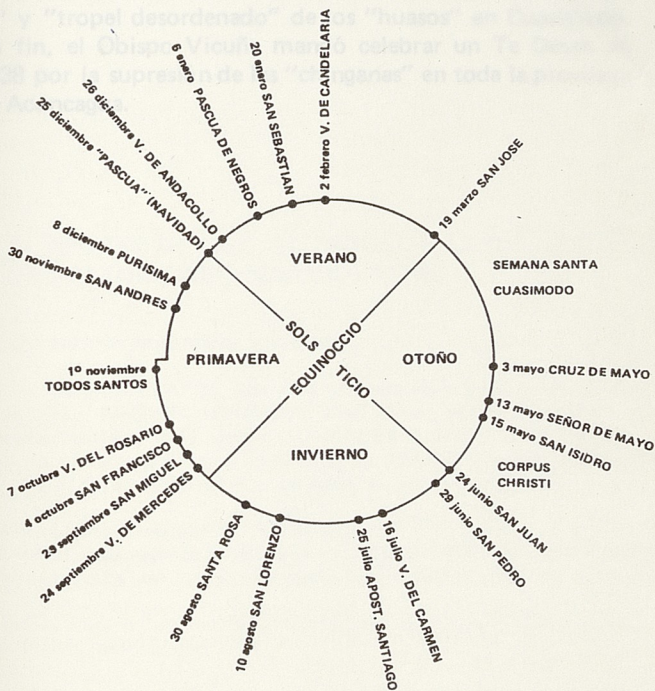 y "tropel desordenado" de los "huasos" en
fin, el Obispo Vicuña mandó celebrar un Te Deum
28 por la supresión de las "chinganas" en toda la
Aconcagua.
2 febrero V. DE CANDELARIA
20 enero SAN SEBASTIAN
6 enero PASCUA DE NEGROS
26 diciembre V. DE ANDACOLLO
diciembre "PASCUA" (NAVIDAD)
8 diciembre PURISIMA
30 noviembre SAN ANDRES
1º noviembre
TODOS SANTOS
7 octubre V. DEL ROSARIO
4 octubre SAN FRANCISCO
29 septiembre SAN MIGUEL
24 septiembre V. DE MERCEDES
30 agosto SANTA ROSA
10 agosto SAN LORENZO
25 julio APOST. SANTIAGO
16 julio V. DEL CARMEN
29 junio SAN PEDRO
24 junio SAN JUAN
CORPUS
CHRISTI
15 mayo SAN ISIDRO
13 mayo SEÑOR DE MAYO
3 mayo CRUZ DE MAYO
SEMANA SANTA
CUASIMODO
19 marzo SAN JOSE
VERANO
PRIMAVERA
OTOÑO
INVIERNO
SOLS TICIO
EQUINOCCIO